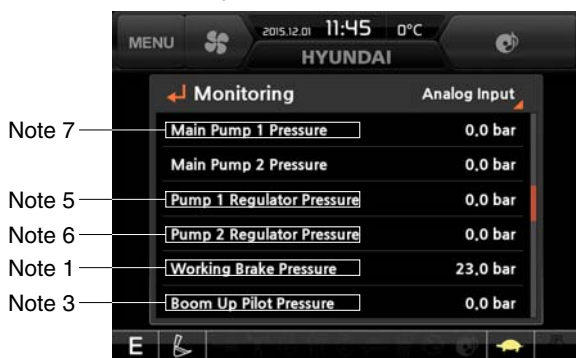 MENU 2015.12.01 11:45 0°C
HYUNDAI
Monitoring Analog Input
Note 7 Main Pump 1 Pressure 0.0 bar
Main Pump 2 Pressure 0.0 bar
Note 5 Pump 1 Regulator Pressure 0.0 bar
Note 6 Pump 2 Regulator Pressure 0.0 bar
Note 1 Working Brake Pressure 23.0 bar
Note 3 Boom Up Pilot Pressure 0.0 bar
E